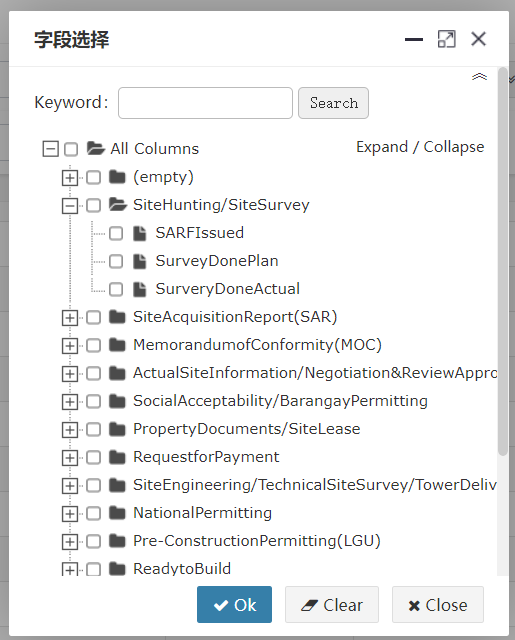 字段选择
Keyword:
Search
All Columns
Expand / Collapse
(empty)
SiteHunting/SiteSurvey
SARFIssued
SurveyDonePlan
SurveryDoneActual
SiteAcquisitionReport(SAR)
MemorandumofConformity(MOC)
ActualSiteInformation/Negotiation&ReviewAppro
SocialAcceptability/BarangayPermitting
PropertyDocuments/SiteLease
RequestforPayment
SiteEngineering/TechnicalSiteSurvey/TowerDeliv
NationalPermitting
Pre-ConstructionPermitting(LGU)
ReadytoBuild
Ok
Clear
Close